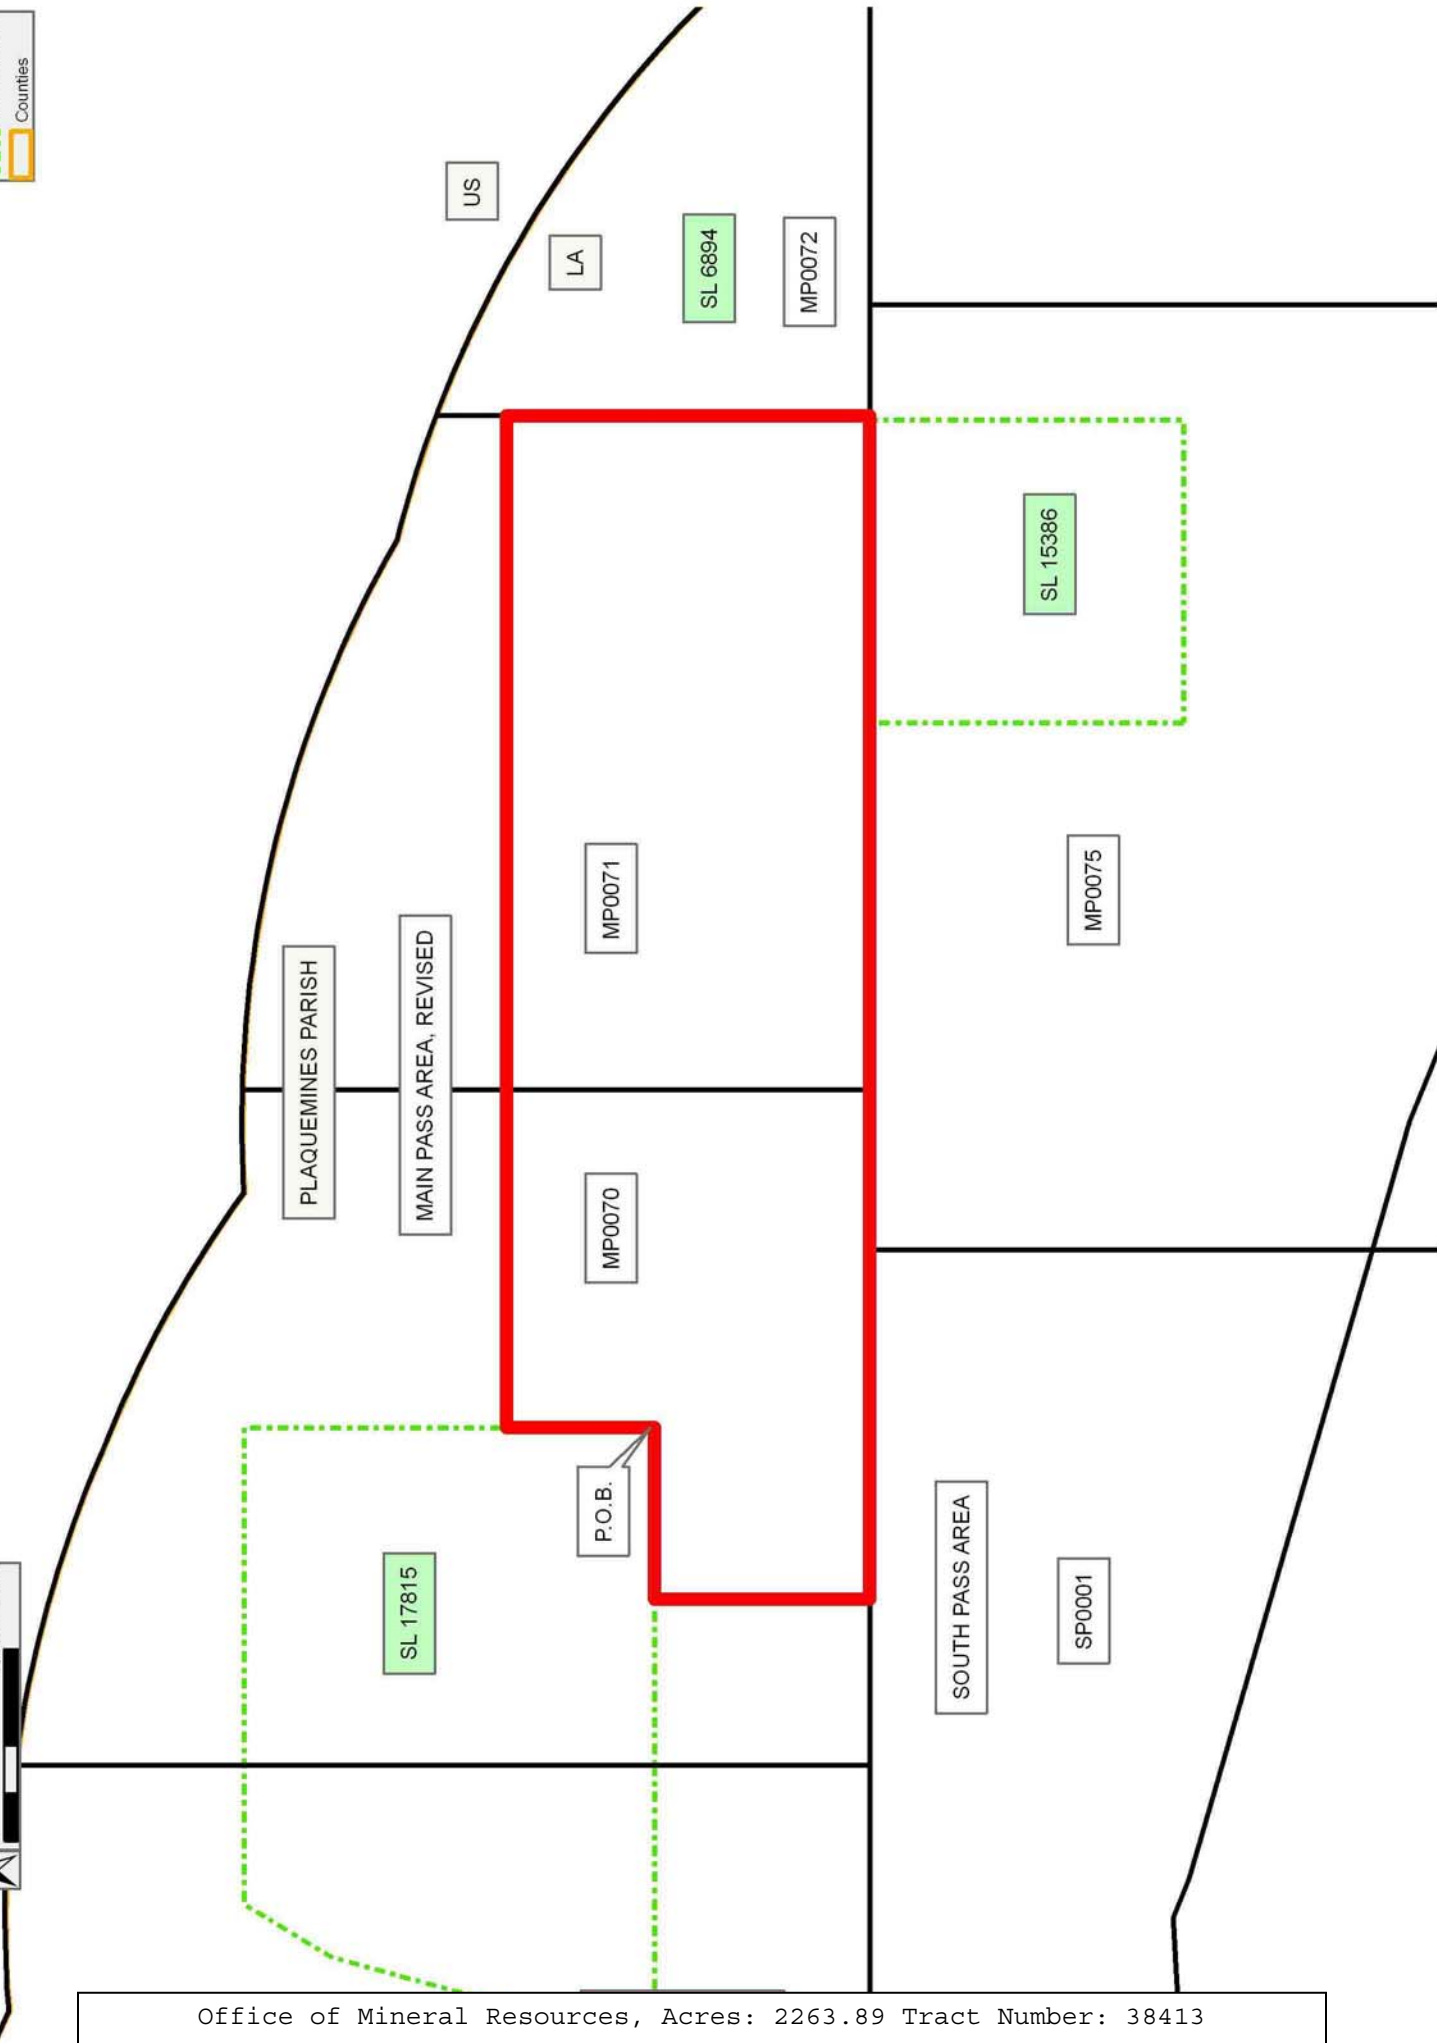 Counties
US
LA
SL 6894
MP0072
SL 15386
MP0071
MP0075
PLAQUEMINES PARISH
MAIN PASS AREA, REVISED
MP0070
P.O.B.
SL 17815
SOUTH PASS AREA
SP0001
Office of Mineral Resources, Acres: 2263.89 Tract Number: 38413